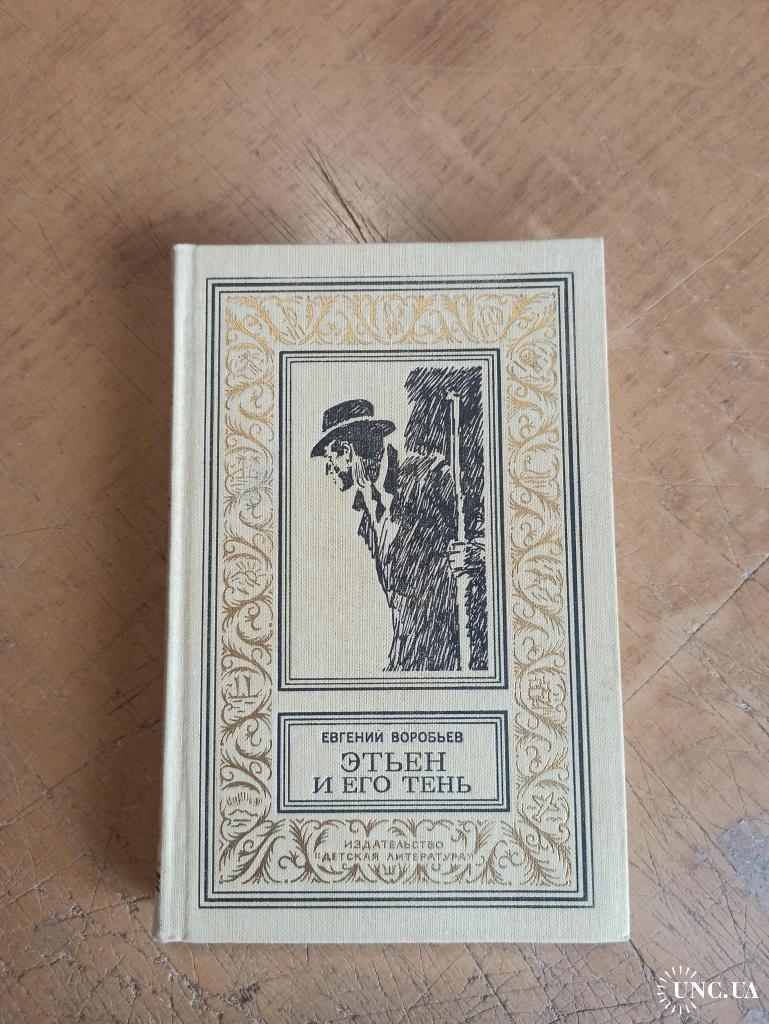 ЕВГЕНИЙ ВОРОБЬЕВ
ЭТЬЕН
И ЕГО ТЕНЬ
ИЗДАТЕЛЬСТВО
«ДЕТСКАЯ ЛИТЕРАТУРА»
UNC.UA